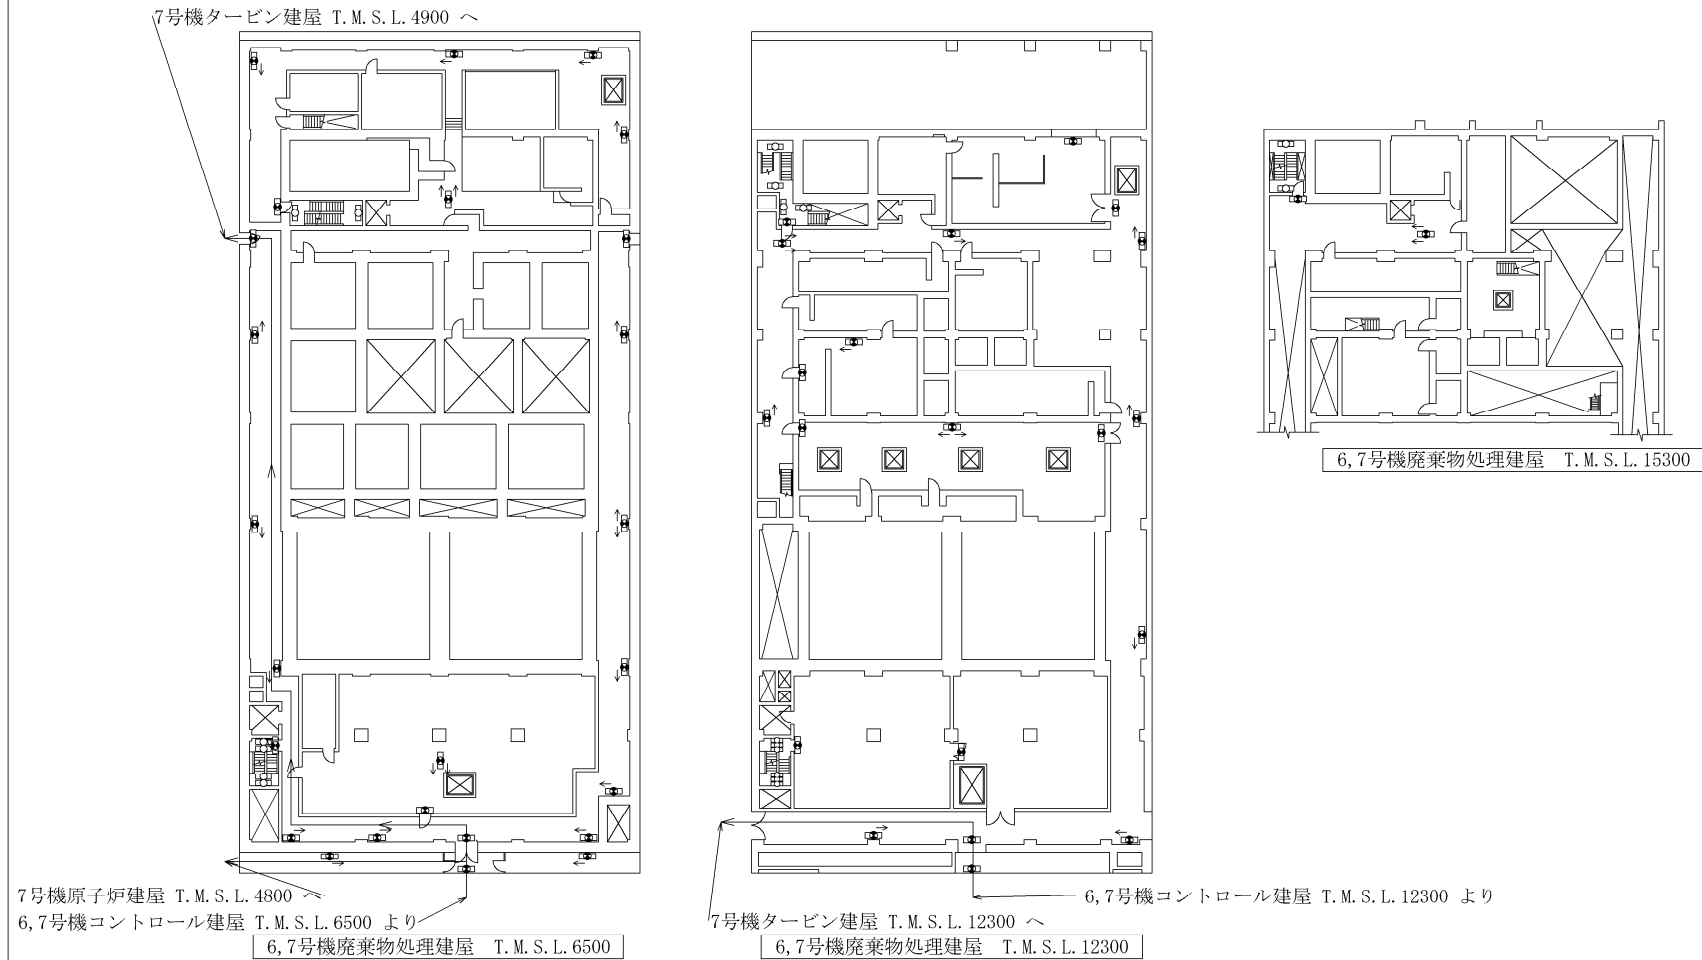 7号機タービン建屋 T.M.S.L.4900 へ
6,7号機廃棄物処理建屋 T.M.S.L.15300
7号機原子炉建屋 T.M.S.L.4800 へ
6,7号機コントロール建屋 T.M.S.L.6500 より
6,7号機廃棄物処理建屋 T.M.S.L.6500
6,7号機コントロール建屋 T.M.S.L.12300 より
7号機タービン建屋 T.M.S.L.12300 へ
6,7号機廃棄物処理建屋 T.M.S.L.12300